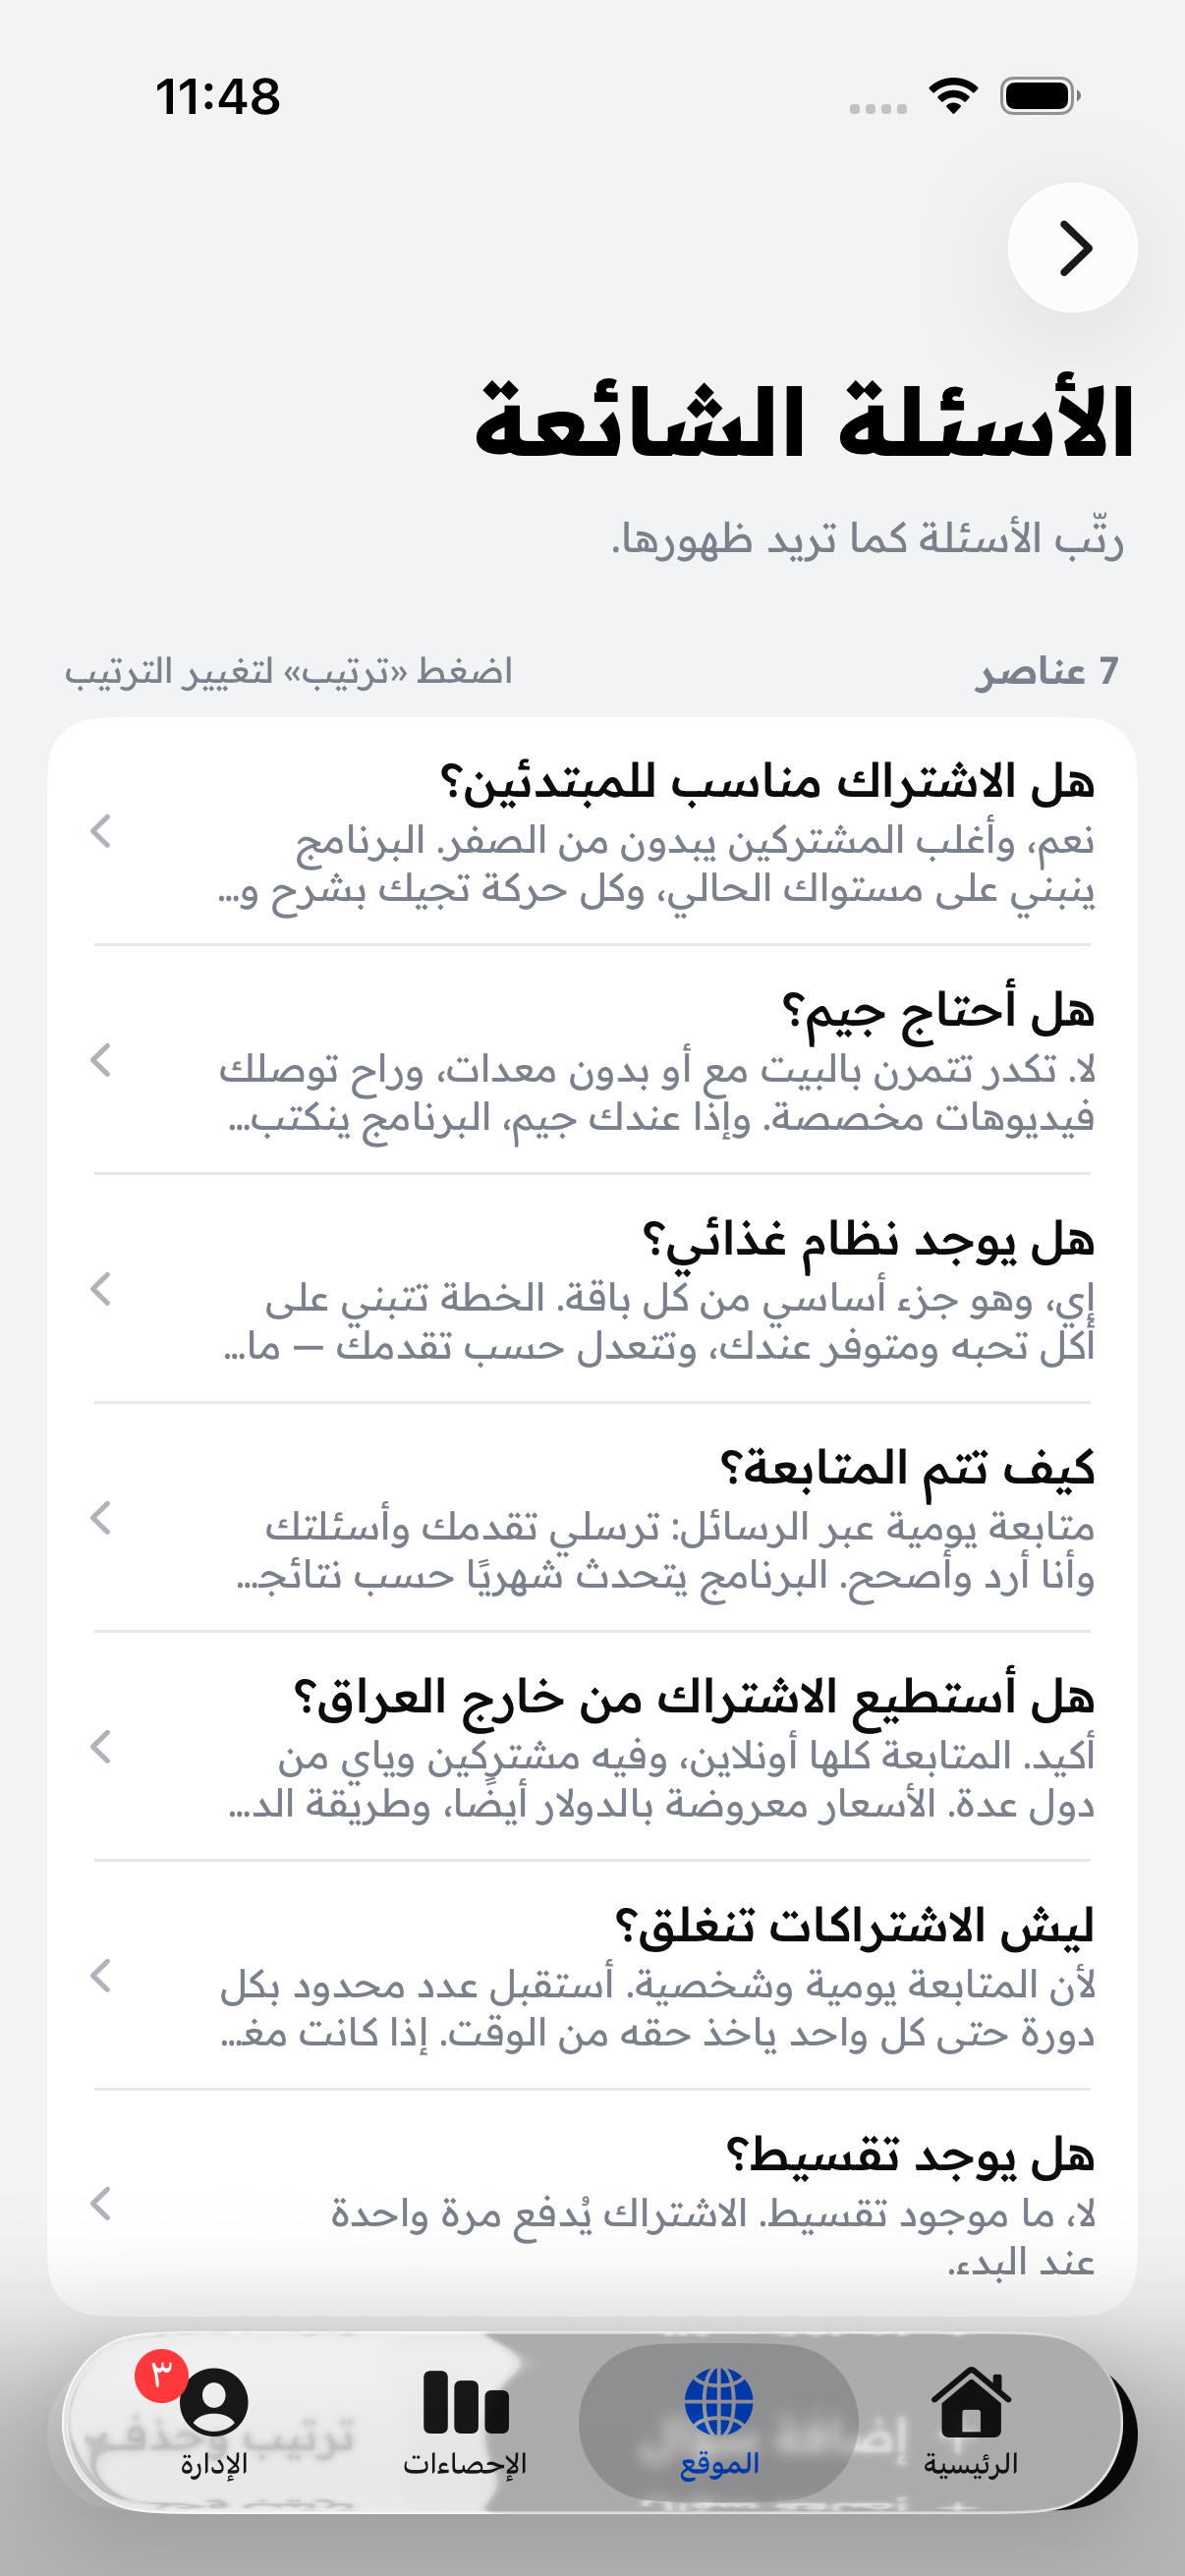 11:48
الأسئلة الشائعة
رتّب الأسئلة كما تريد ظهورها.
7 عناصر
اضغط «ترتيب» لتغيير الترتيب
هل الاشتراك مناسب للمبتدئين؟
نعم، وأغلب المشتركين يبدون من الصفر. البرنامج
ينبني على مستواك الحالي، وكل حركة تجيك بشرح و...
هل أحتاج جيم؟
لا. تكدر تتمرن بالبيت مع أو بدون معدات، وراح توصلك
فيديوهات مخصصة. وإذا عندك جيم، البرنامج ينكتب...
هل يوجد نظام غذائي؟
إي، وهو جزء أساسي من كل باقة. الخطة تتبني على
أكل تحبه ومتوفر عندك، وتتعدل حسب تقدمك — ما...
كيف تتم المتابعة؟
متابعة يومية عبر الرسائل: ترسلي تقدمك وأسئلتك
وأنا أرد وأصحح. البرنامج يتحدث شهريًا حسب نتائجـ...
هل أستطيع الاشتراك من خارج العراق؟
أكيد. المتابعة كلها أونلاين، وفيه مشتركين وياي من
دول عدة. الأسعار معروضة بالدولار أيضًا، وطريقة الد...
ليش الاشتراكات تنغلق؟
لأن المتابعة يومية وشخصية. أستقبل عدد محدود بكل
دورة حتى كل واحد ياخذ حقه من الوقت. إذا كانت مغـ...
هل يوجد تقسيط؟
لا، ما موجود تقسيط. الاشتراك يُدفع مرة واحدة
عند البدء.
+ إضافة سؤال
ترتيب وحذف
الرئيسية
الموقع
الإحصاءات
٣
الإدارة